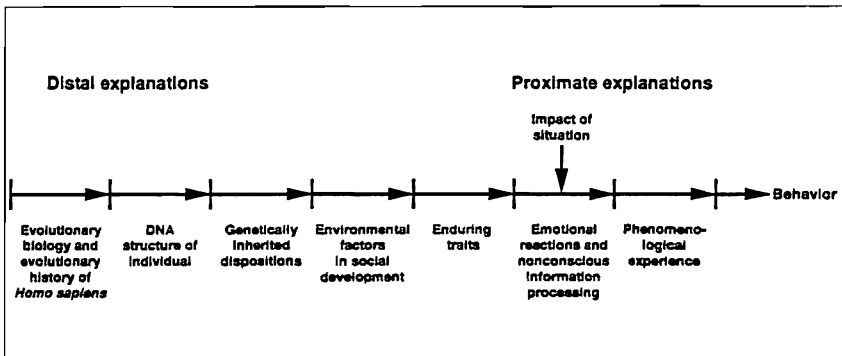 Distal explanations
Proximate explanations
Impact of
situation
Behavior
Evolutionary
biology and
evolutionary
history of
Homo sapiens
DNA
structure of
individual
Genetically
inherited
dispositions
Environmental
factors
in social
development
Enduring
traits
Emotional
reactions and
nonconscious
information
processing
Phenomeno-
logical
experience